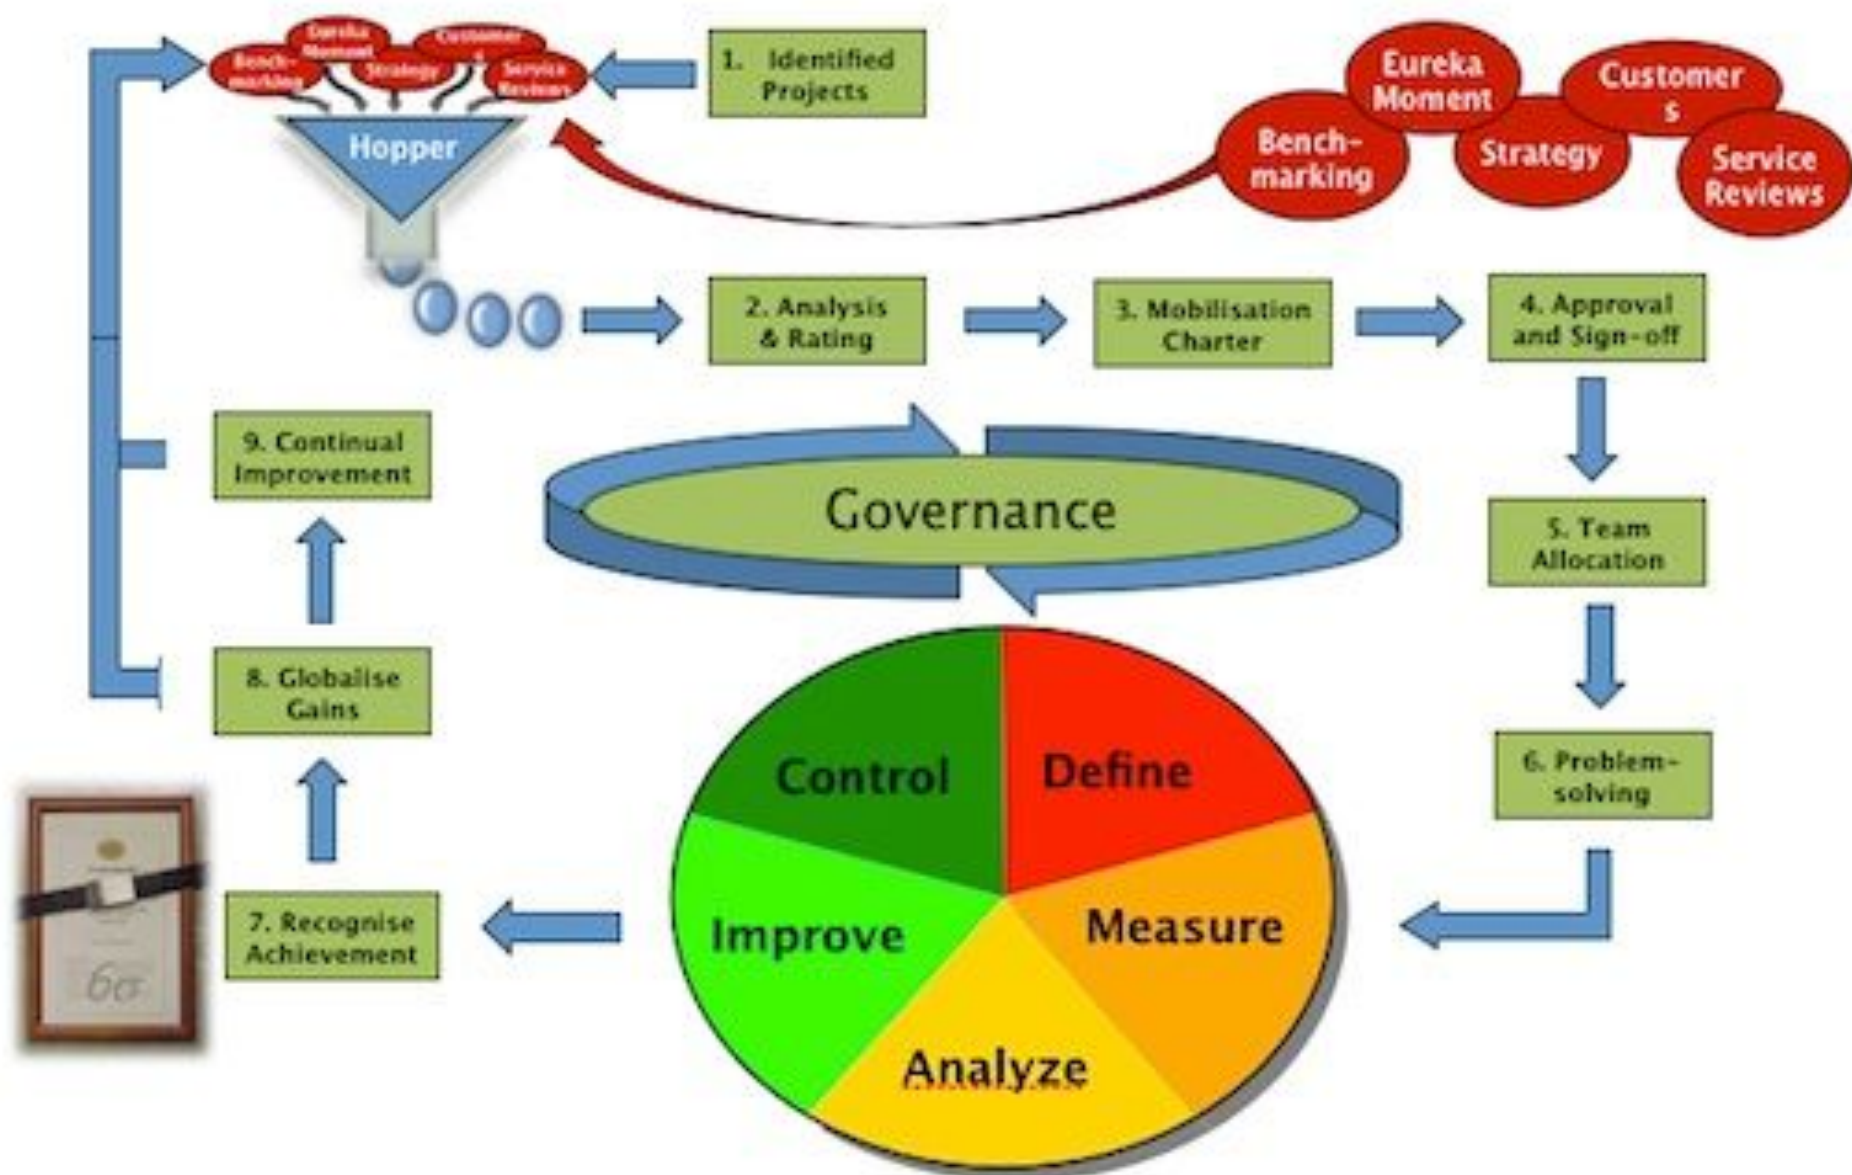 Eureka
Moment
Customer
s
Bench-
marking
Strategy
Service
Reviews
Hopper
1. Identified
Projects
Eureka
Moment
Customer
s
Bench-
marking
Strategy
Service
Reviews
2. Analysis
& Rating
3. Mobilisation
Charter
4. Approval
and Sign-off
9. Continual
Improvement
Governance
5. Team
Allocation
8. Globalise
Gains
6. Problem-
solving
Control
Define
7. Recognise
Achievement
Improve
Measure
Analyze
6σ